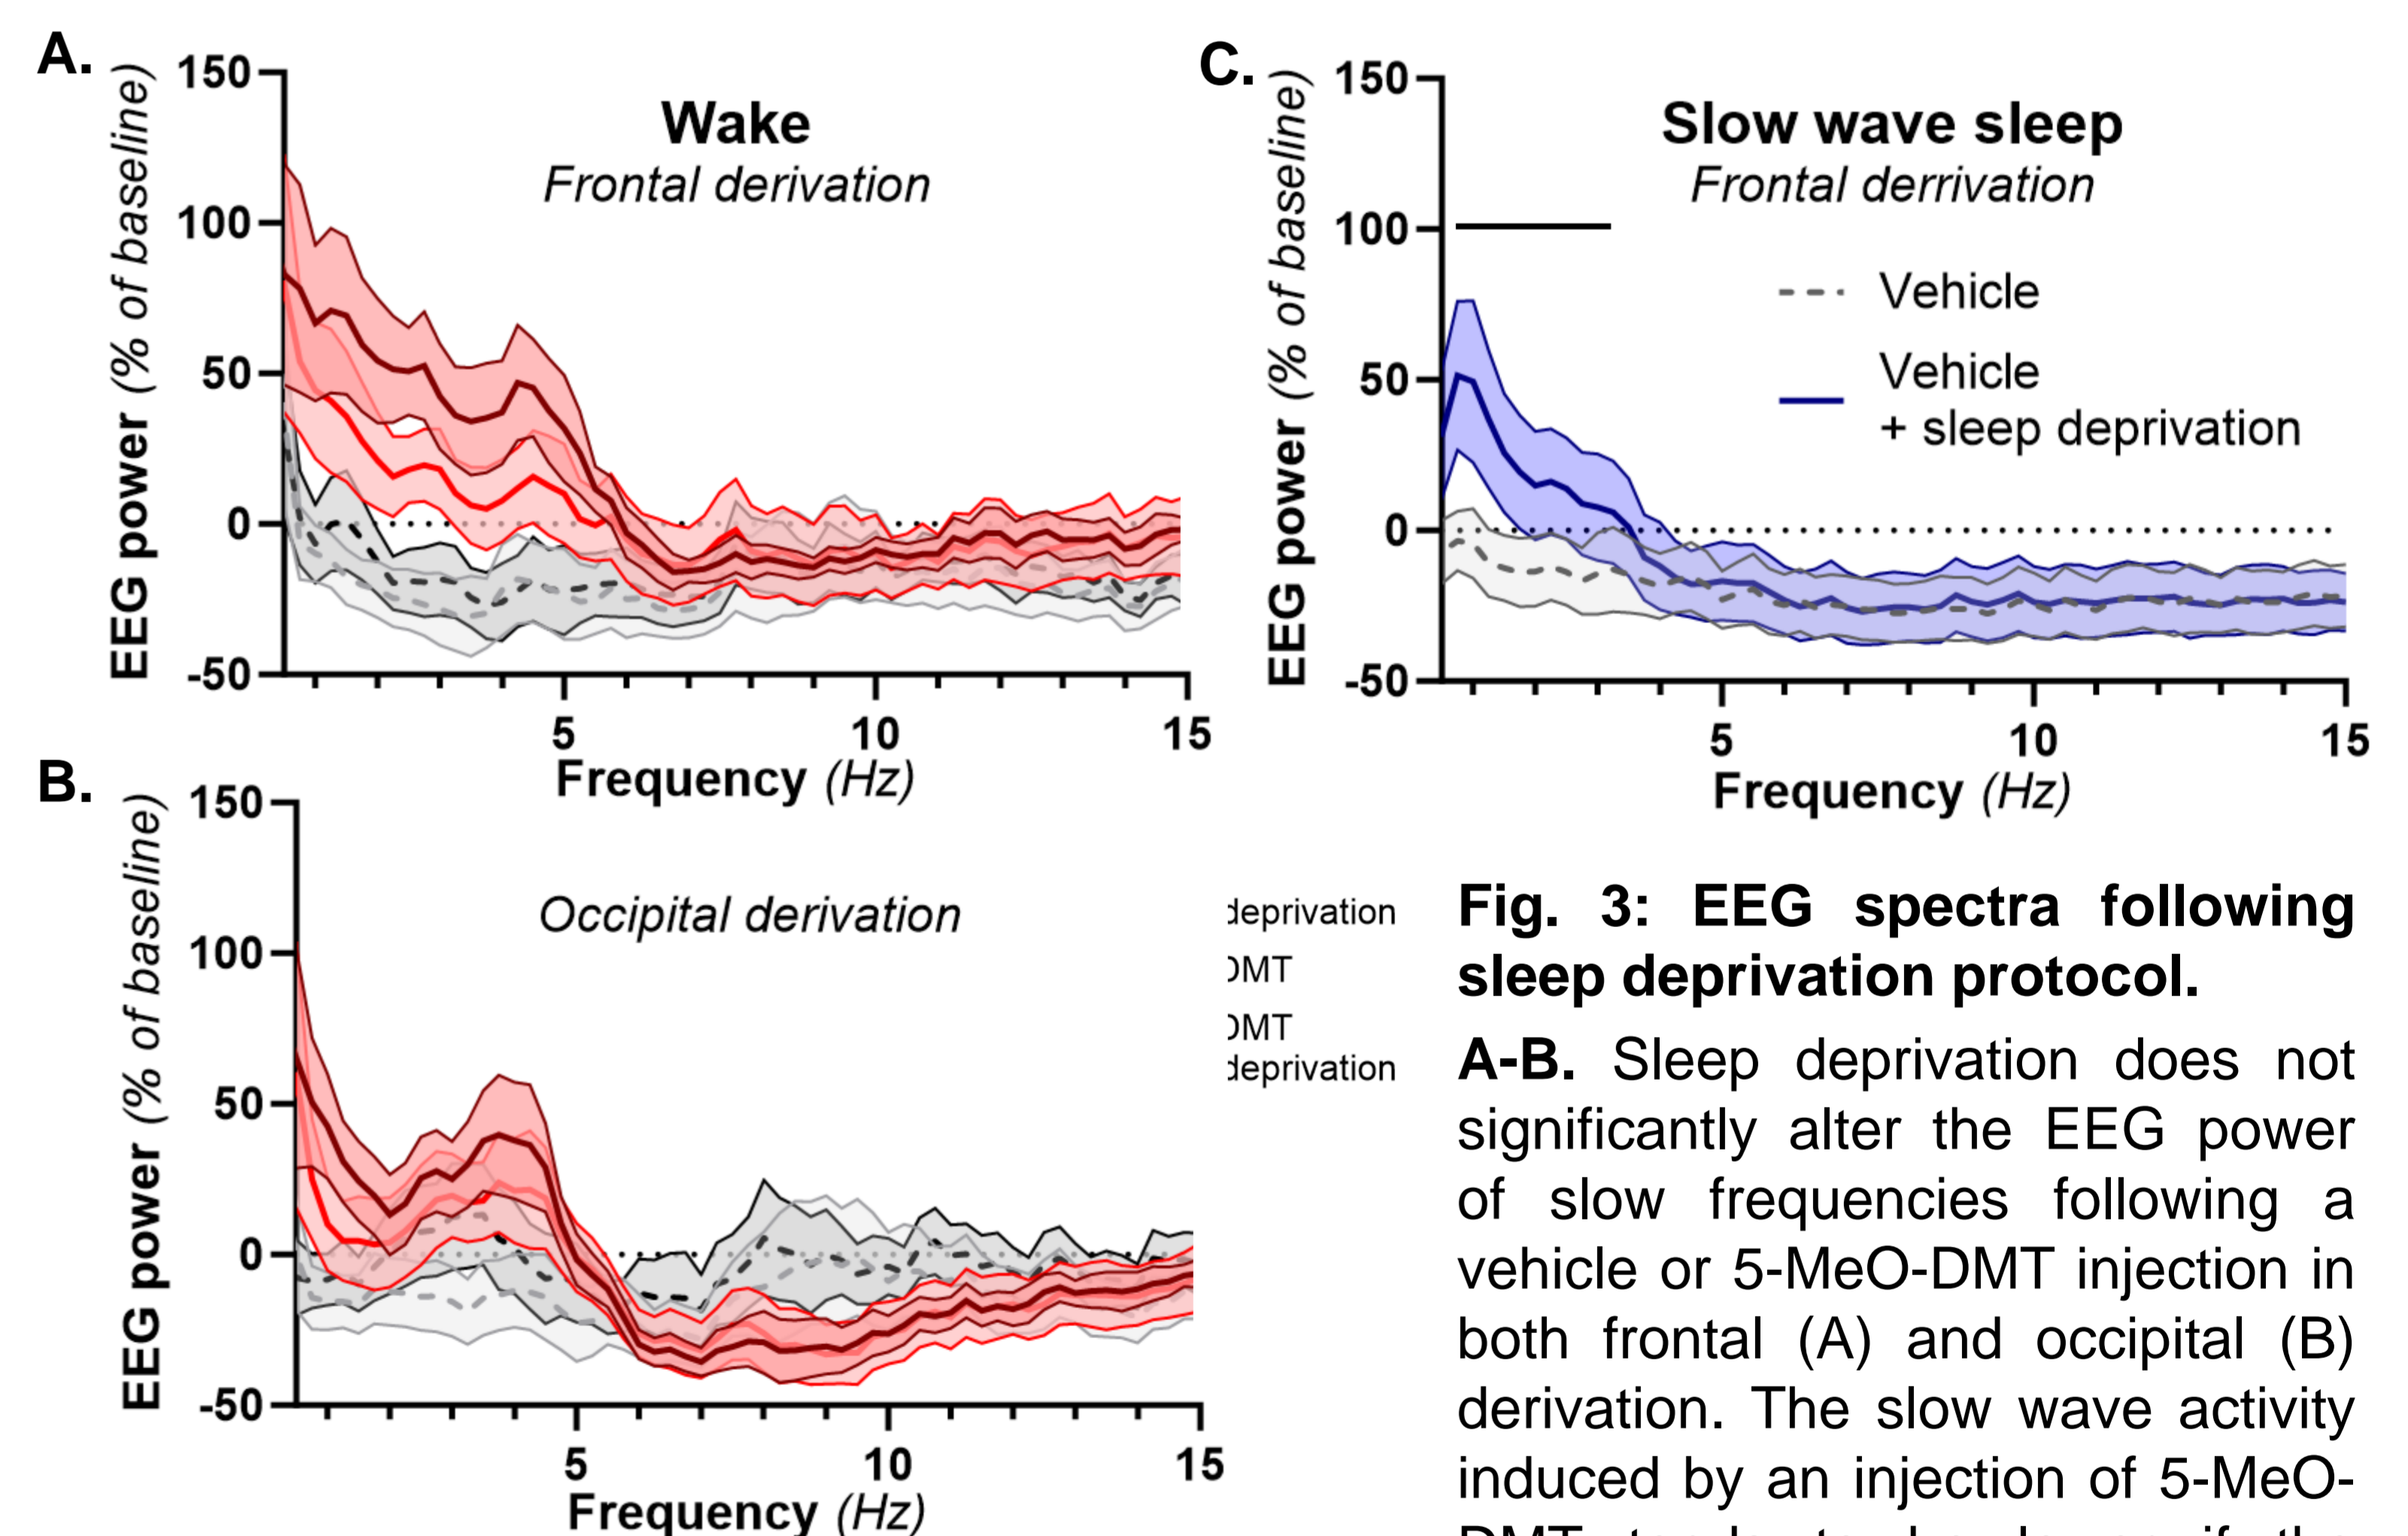 A.
150
100
50
0
-50
EEG power (% of baseline)
Wake
Frontal derivation
5
10
15
Frequency (Hz)
B.
150
100
50
0
-50
EEG power (% of baseline)
Occipital derivation
5
10
15
Frequency (Hz)
deprivation
DMT
DMT
deprivation
C.
150
100
50
0
-50
EEG power (% of baseline)
Slow wave sleep
Frontal derrivation
Vehicle
Vehicle
+ sleep deprivation
5
10
15
Frequency (Hz)
Fig. 3: EEG spectra following
sleep deprivation protocol.
A-B. Sleep deprivation does not
significantly alter the EEG power
of slow frequencies following a
vehicle or 5-MeO-DMT injection in
both frontal (A) and occipital (B)
derivation. The slow wave activity
induced by an injection of 5-MeO-